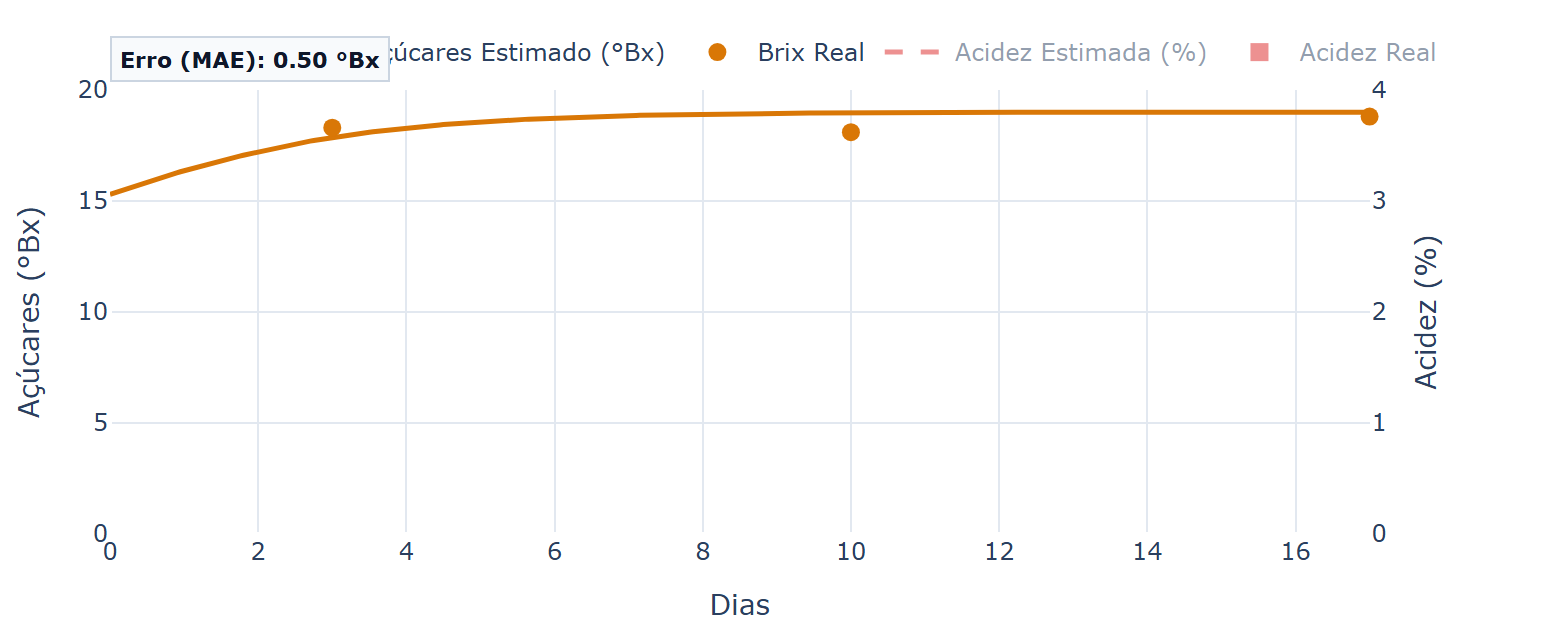 Erro (MAE): 0.50 ºBx
çúcares Estimado (°Bx) Brix Real Acidez Estimada (%) Acidez Real
20 4
15 3
10 2
5 1
0 0
Açúcares (°Bx)
Acidez (%)
0 2 4 6 8 10 12 14 16
Dias